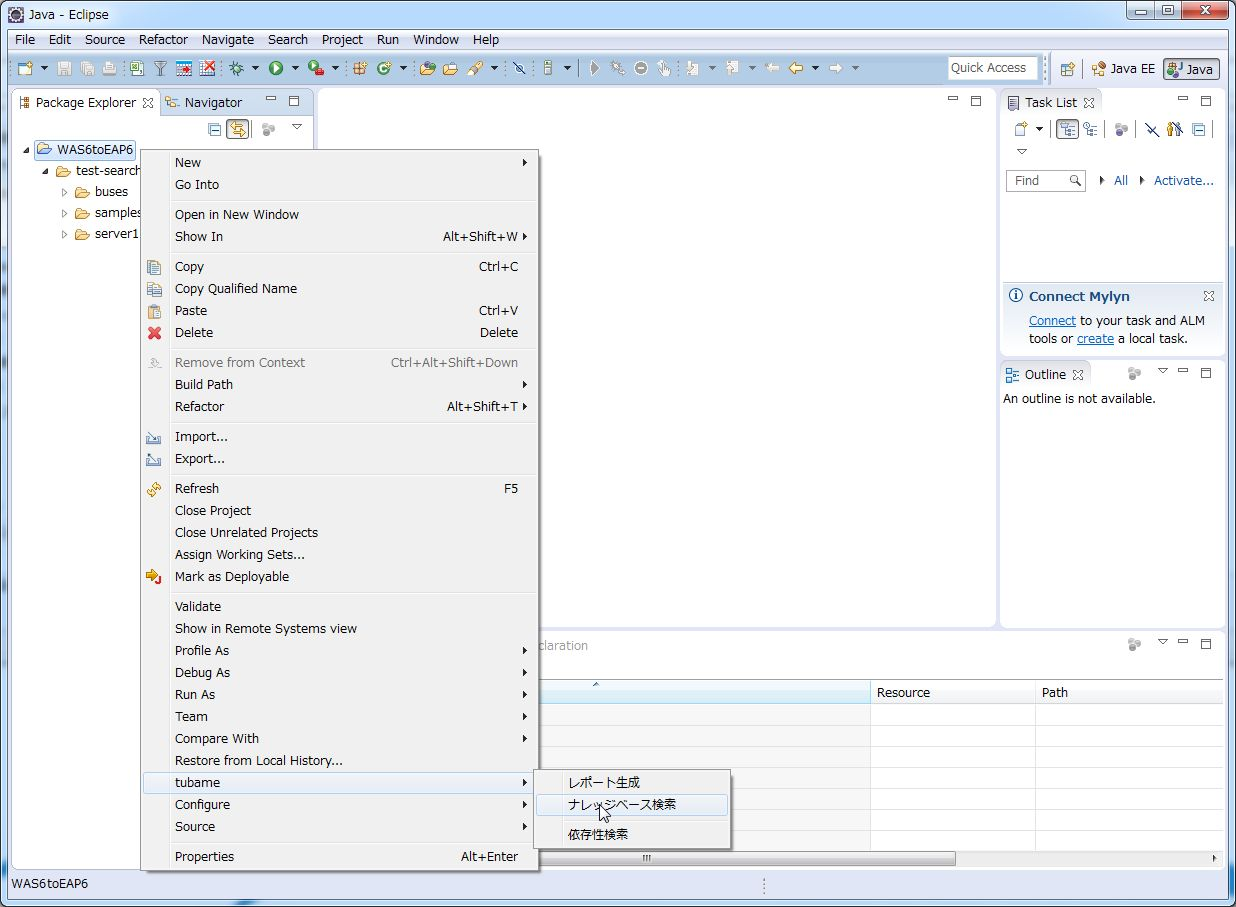 Java - Eclipse
File Edit Source Refactor Navigate Search Project Run Window Help
Quick Access
Java EE
Java
Package Explorer
Navigator
WAS6toEAP6
test-search
buses
samples
server1
New
Go Into
Open in New Window
Show In Alt+Shift+W
Copy Ctrl+C
Copy Qualified Name
Paste Ctrl+V
Delete Delete
Remove from Context Ctrl+Alt+Shift+Down
Build Path
Refactor Alt+Shift+T
Import...
Export...
Refresh F5
Close Project
Close Unrelated Projects
Assign Working Sets...
Mark as Deployable
Validate
Show in Remote Systems view
Profile As
Debug As
Run As
Team
Compare With
Restore from Local History...
tubame
Configure
Source
Properties Alt+Enter
レポート生成
ナレッジベース検索
依存性検索
Task List
Find
All
Activate...
Connect Mylyn
Connect to your task and ALM
tools or create a local task.
Outline
An outline is not available.
claration
Resource Path
WAS6toEAP6